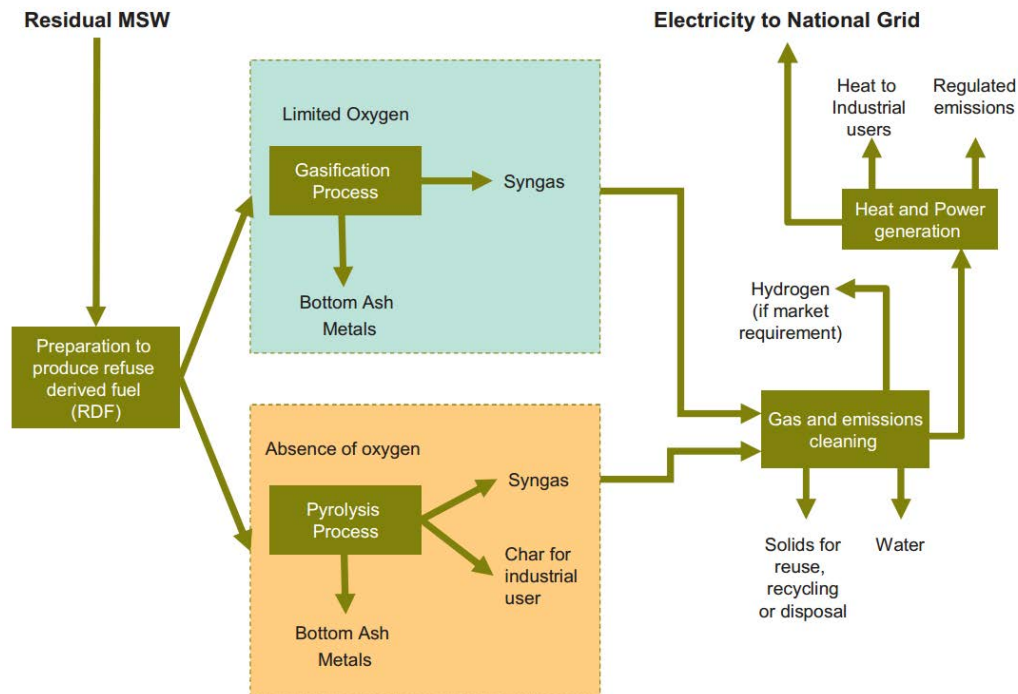 Residual MSW
Electricity to National Grid
Limited Oxygen
Gasification
Process
Syngas
Bottom Ash
Metals
Heat to
Industrial
users
Regulated
emissions
Heat and Power
generation
Hydrogen
(if market
requirement)
Preparation to
produce refuse
derived fuel
(RDF)
Absence of oxygen
Pyrolysis
Process
Syngas
Char for
industrial
user
Bottom Ash
Metals
Gas and emissions
cleaning
Solids for
reuse,
recycling
or disposal
Water